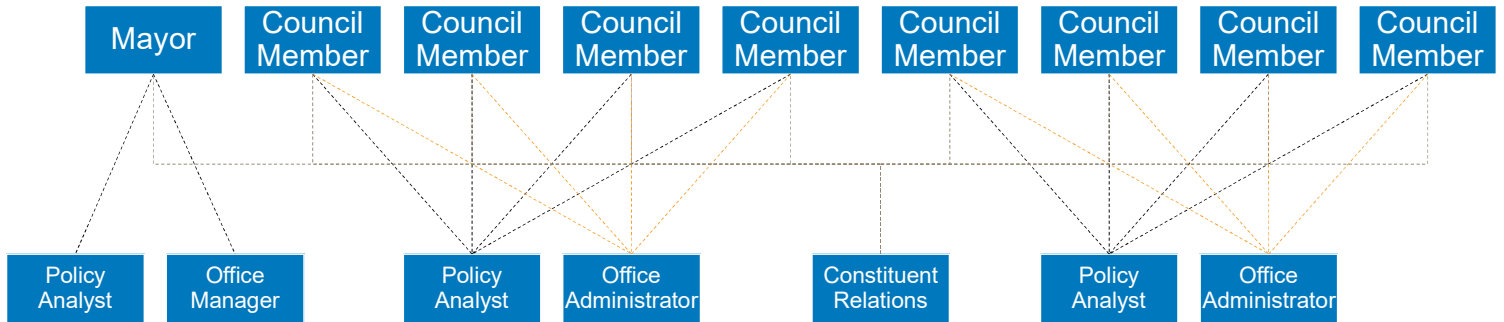 Mayor
Council
Member
Council
Member
Council
Member
Council
Member
Council
Member
Council
Member
Council
Member
Council
Member
Policy
Analyst
Office
Manager
Policy
Analyst
Office
Administrator
Constituent
Relations
Policy
Analyst
Office
Administrator